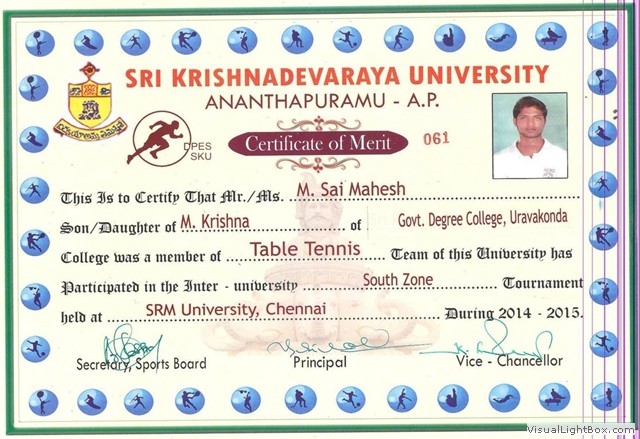 SRI KRISHNADEVARAYA UNIVERSITY
ANANTHAPURAMU - A.P.
DPES
SKU
Certificate of Merit 061
This Is to Certify That Mr./Ms. M. Sai Mahesh
Son/Daughter of M. Krishna of Govt. Degree College, Uravakonda
College was a member of Table Tennis Team of this University has
Participated in the Inter - university South Zone Tournament
held at SRM University, Chennai During 2014 - 2015.
Secretary, Sports Board Principal Vice - Chancellor
VisualLightBox.com